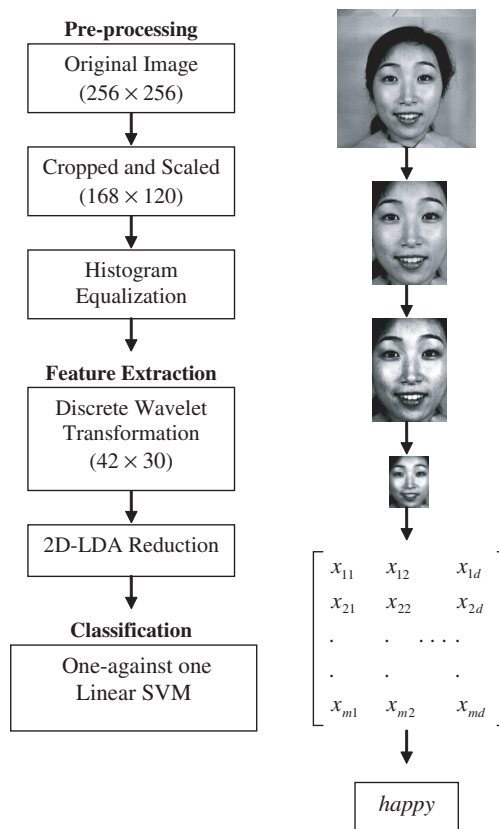 Pre-processing
Original Image
(256 × 256)
Cropped and Scaled
(168 × 120)
Histogram
Equalization
Feature Extraction
Discrete Wavelet
Transformation
(42 × 30)
2D-LDA Reduction
Classification
One-against one
Linear SVM
x11 x12 x1d
x21 x22 x2d
. . . . . .
. . .
xm1 xm2 xmd
happy